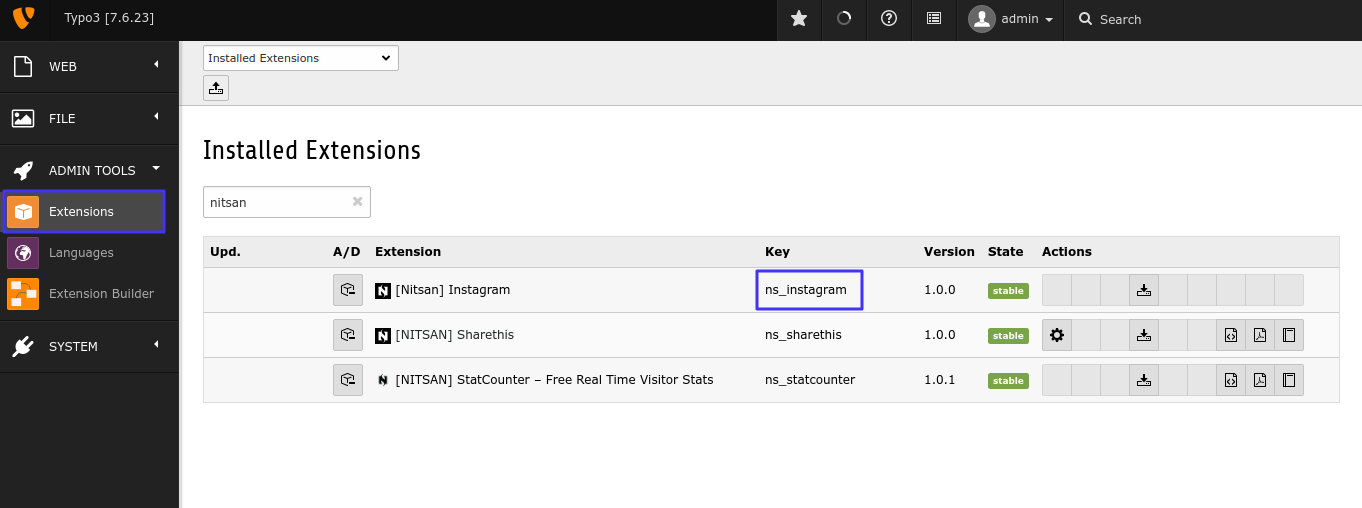 Typo3 [7.6.23]
admin
Search
WEB
FILE
ADMIN TOOLS
Extensions
Languages
Extension Builder
SYSTEM
Installed Extensions
Installed Extensions
nitsan
Upd. A/D Extension Key Version State Actions
[Nitsan] Instagram ns_instagram 1.0.0 stable
[NITSAN] Sharethis ns_sharethis 1.0.0 stable
[NITSAN] StatCounter – Free Real Time Visitor Stats ns_statcounter 1.0.1 stable